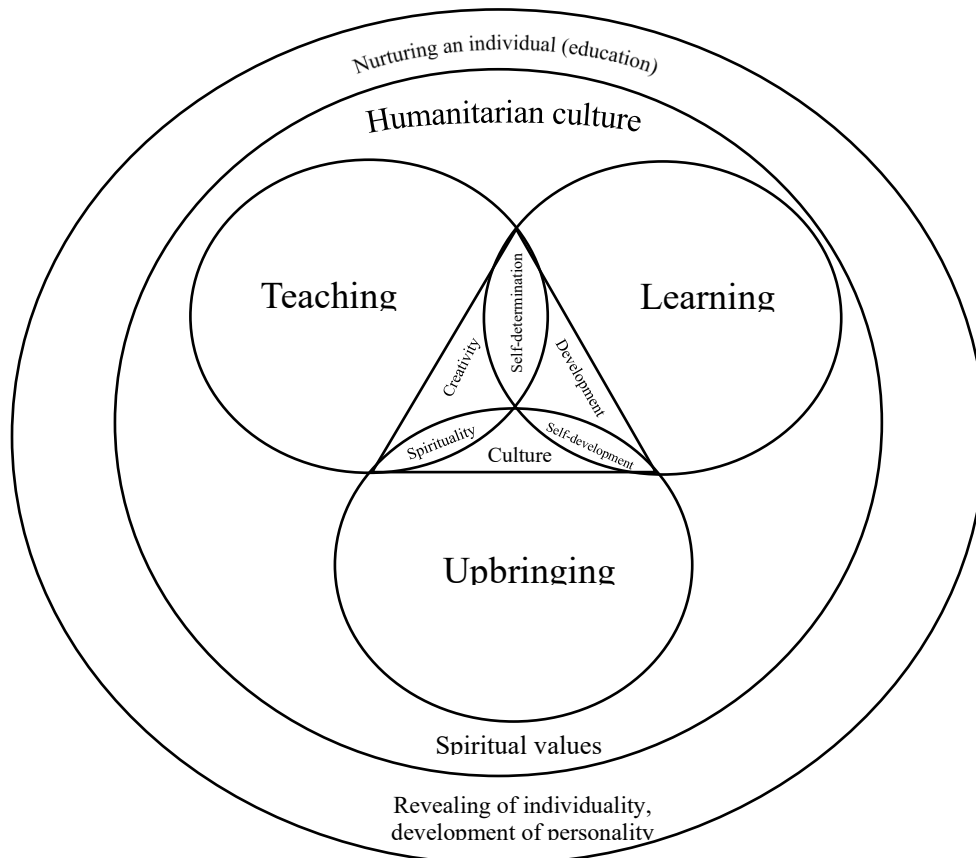 Nurturing an individual (education)
Humanitarian culture
Teaching
Learning
Self-determination
Creativity
Development
Spirituality
Self-development
Culture
Upbringing
Spiritual values
Revealing of individuality,
development of personality